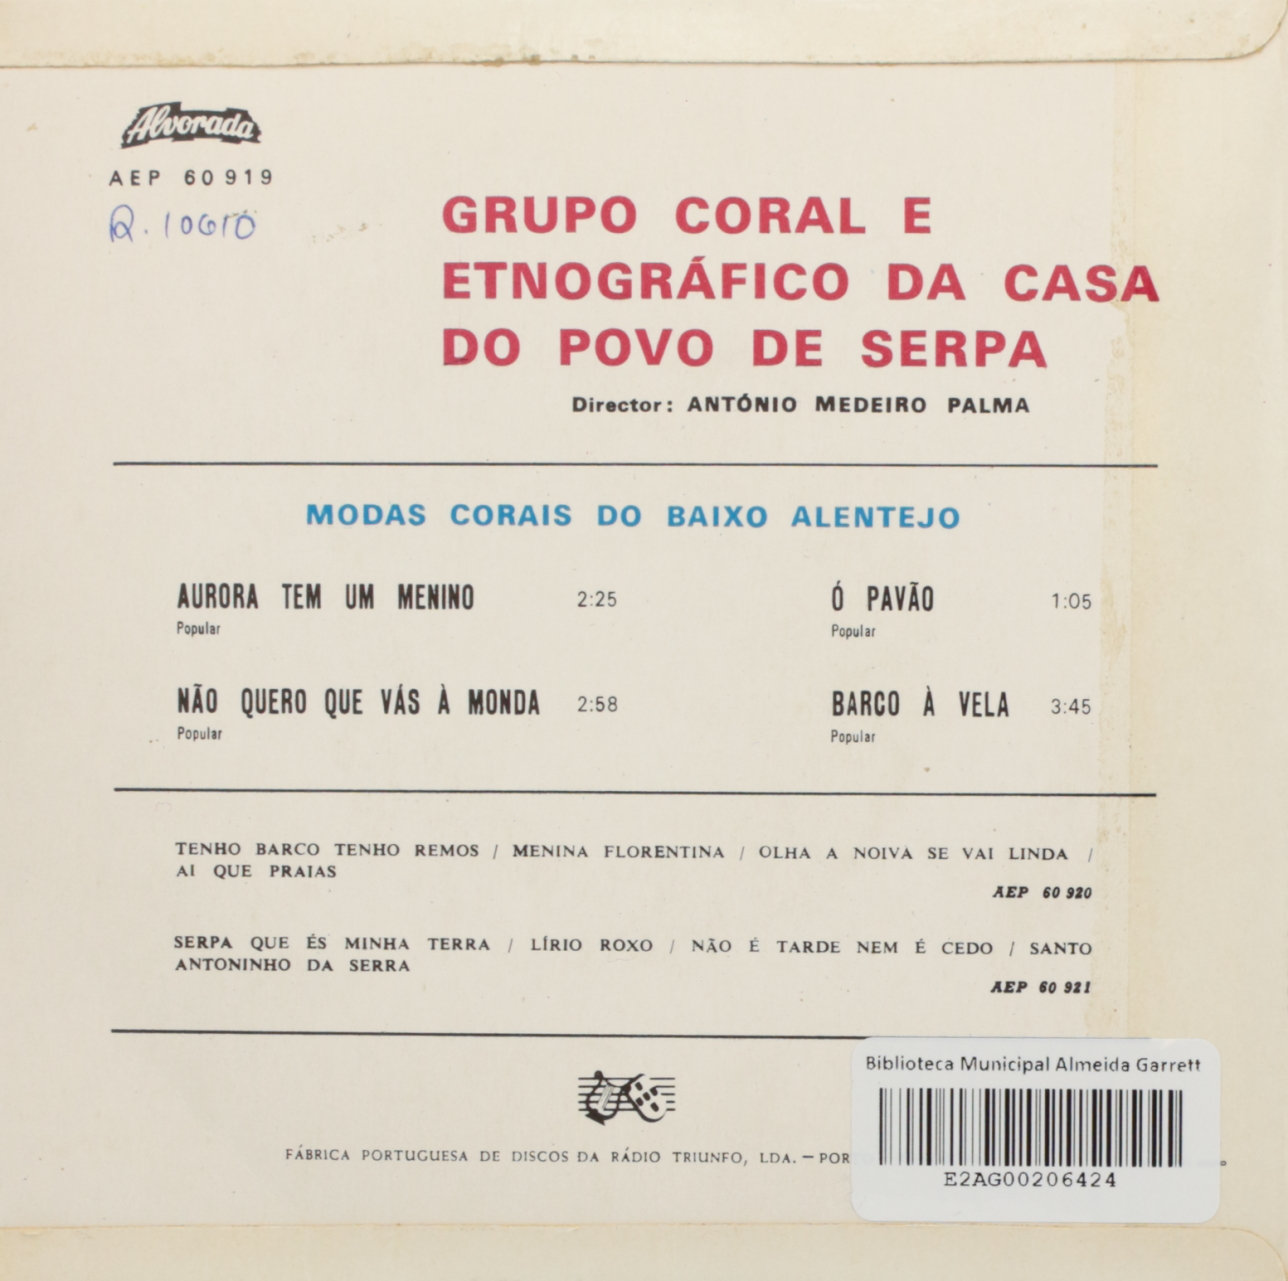 Alvorada
AEP 60919
R. 10610
GRUPO CORAL E
ETNOGRÁFICO DA CASA
DO POVO DE SERPA
Director: ANTÓNIO MEDEIRO PALMA
MODAS CORAIS DO BAIXO ALENTEJO
AURORA TEM UM MENINO 2:25
Popular
NÃO QUERO QUE VÁS À MONDA 2:58
Popular
Ó PAVÃO 1:05
Popular
BARCO À VELA 3:45
Popular
TENHO BARCO TENHO REMOS / MENINA FLORENTINA / OLHA A NOIVA SE VAI LINDA /
AI QUE PRAIAS
AEP 60 920
SERPA QUE ÉS MINHA TERRA / LÍRIO ROXO / NÃO É TARDE NEM É CEDO / SANTO
ANTONINHO DA SERRA
AEP 60 921
FÁBRICA PORTUGUESA DE DISCOS DA RÁDIO TRIUNFO, LDA. — POR
Biblioteca Municipal Almeida Garrett
E2AG00206424